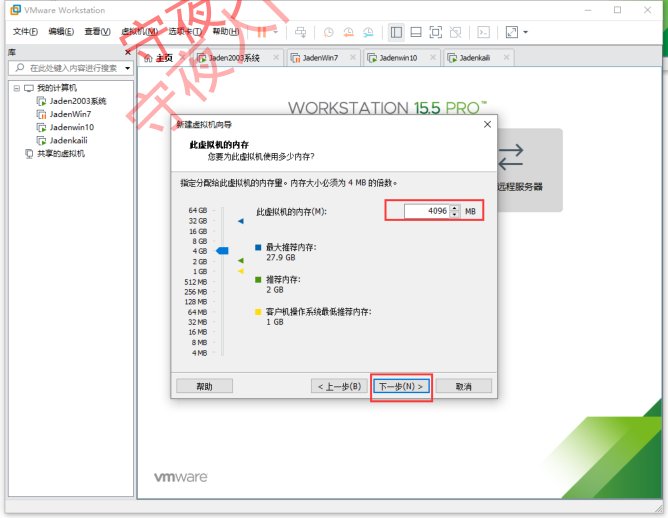 VMware Workstation
文件(F) 编辑(E) 查看(V) 虚拟机(M) 选项卡(T) 帮助(H)
守夜人
守夜人
库
在此处键入内容进行搜索
我的计算机
Jaden2003系统
JadenWin7
Jadenwin10
Jadenkaili
共享的虚拟机
主页 Jaden2003系统 JadenWin7 Jadenwin10 Jadenkaili
WORKSTATION 15.5 PRO™
远程服务器
新建虚拟机向导
此虚拟机的内存
您要为此虚拟机使用多少内存?
指定分配给此虚拟机的内存量。内存大小必须为 4 MB 的倍数。
64 GB
32 GB
16 GB
8 GB
4 GB
2 GB
1 GB
512 MB
256 MB
128 MB
64 MB
32 MB
16 MB
8 MB
4 MB
此虚拟机的内存(M): 4096 MB
最大推荐内存:
27.9 GB
推荐内存:
2 GB
客户机操作系统最低推荐内存:
1 GB
帮助 < 上一步(B) 下一步(N) > 取消
vmware